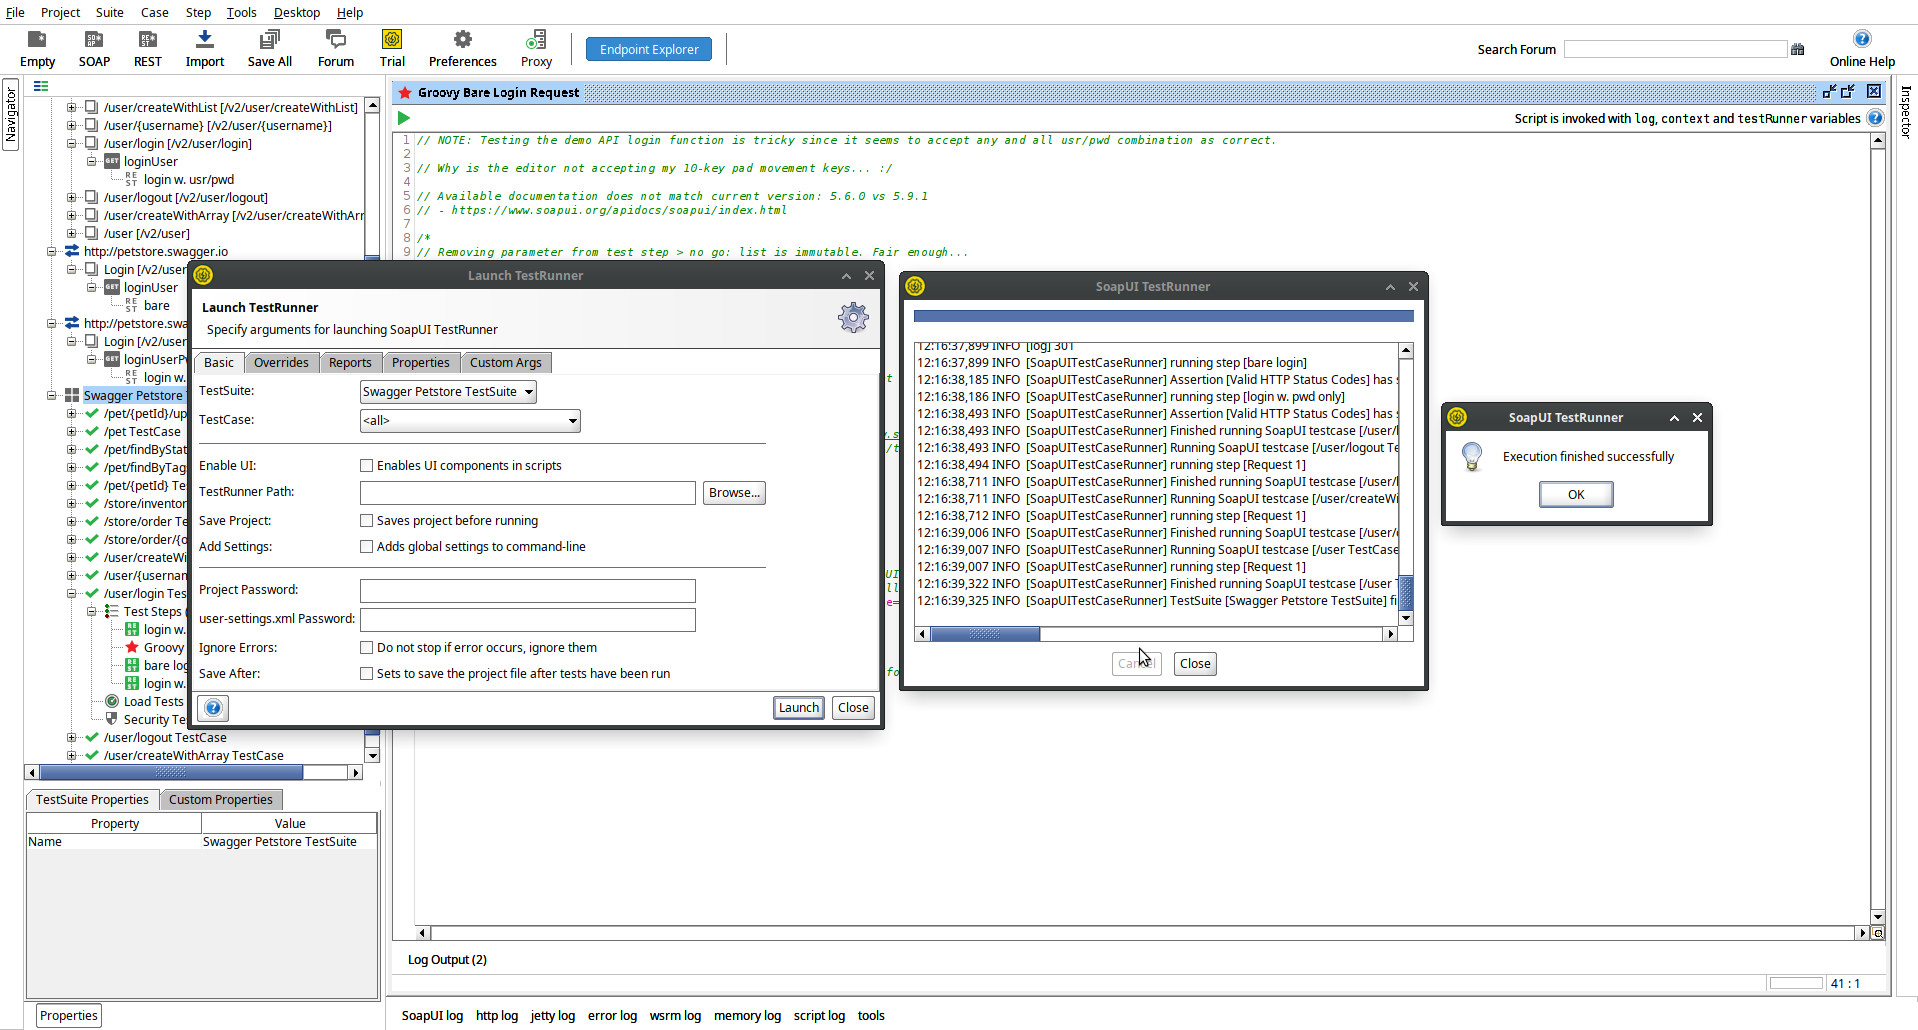 File Project Suite Case Step Tools Desktop Help
Empty SOAP REST Import Save All Forum Trial Preferences Proxy Endpoint Explorer Search Forum Online Help
Navigator
/user/createWithList [/v2/user/createWithList]
/user/{username} [/v2/user/{username}]
/user/login [/v2/user/login]
loginUser
login w. usr/pwd
/user/logout [/v2/user/logout]
/user/createWithArray [/v2/user/createWithArr
/user [/v2/user]
http://petstore.swagger.io
Login [/v2/user
loginUser
bare
http://petstore.swa
Login [/v2/user
loginUserP
login w.
Swagger Petstore
/pet/{petId}/up
/pet TestCase
/pet/findByStat
/pet/findByTag
/pet/{petId} Te
/store/inventor
/store/order Te
/store/order/{o
/user/createWi
/user/{usernam
/user/login Tes
Test Steps
login w.
Groovy
bare log
login w.
Load Tests
Security Te
/user/logout TestCase
/user/createWithArray TestCase
TestSuite Properties Custom Properties
Property Value
Name Swagger Petstore TestSuite
Properties
Groovy Bare Login Request
Script is invoked with log, context and testRunner variables
1 // NOTE: Testing the demo API login function is tricky since it seems to accept any and all usr/pwd combination as correct.
2
3 // Why is the editor not accepting my 10-key pad movement keys... :/
4
5 // Available documentation does not match current version: 5.6.0 vs 5.9.1
6 // - https://www.soapui.org/apidocs/soapui/index.html
7
8 /*
9 // Removing parameter from test step > no go: list is immutable. Fair enough...
Launch TestRunner
Launch TestRunner
Specify arguments for launching SoapUI TestRunner
Basic Overrides Reports Properties Custom Args
TestSuite: Swagger Petstore TestSuite
TestCase: <all>
Enable UI: Enables UI components in scripts
TestRunner Path: Browse...
Save Project: Saves project before running
Add Settings: Adds global settings to command-line
Project Password:
user-settings.xml Password:
Ignore Errors: Do not stop if error occurs, ignore them
Save After: Sets to save the project file after tests have been run
Launch Close
SoapUI TestRunner
12:16:37,899 INFO [log] 301
12:16:37,899 INFO [SoapUITestCaseRunner] running step [bare login]
12:16:38,185 INFO [SoapUITestCaseRunner] Assertion [Valid HTTP Status Codes] has
12:16:38,186 INFO [SoapUITestCaseRunner] running step [login w. pwd only]
12:16:38,493 INFO [SoapUITestCaseRunner] Assertion [Valid HTTP Status Codes] has
12:16:38,493 INFO [SoapUITestCaseRunner] Finished running SoapUI testcase [/user/l
12:16:38,493 INFO [SoapUITestCaseRunner] Running SoapUI testcase [/user/logout Te
12:16:38,494 INFO [SoapUITestCaseRunner] running step [Request 1]
12:16:38,711 INFO [SoapUITestCaseRunner] Finished running SoapUI testcase [/user/l
12:16:38,711 INFO [SoapUITestCaseRunner] Running SoapUI testcase [/user/createWi
12:16:38,712 INFO [SoapUITestCaseRunner] running step [Request 1]
12:16:39,006 INFO [SoapUITestCaseRunner] Finished running SoapUI testcase [/user/
12:16:39,007 INFO [SoapUITestCaseRunner] Running SoapUI testcase [/user TestCase
12:16:39,007 INFO [SoapUITestCaseRunner] running step [Request 1]
12:16:39,322 INFO [SoapUITestCaseRunner] Finished running SoapUI testcase [/user
12:16:39,325 INFO [SoapUITestCaseRunner] TestSuite [Swagger Petstore TestSuite] fi
Cancel Close
SoapUI TestRunner
Execution finished successfully
OK
Inspector
Log Output (2)
41 : 1
SoapUI log http log jetty log error log wsrm log memory log script log tools